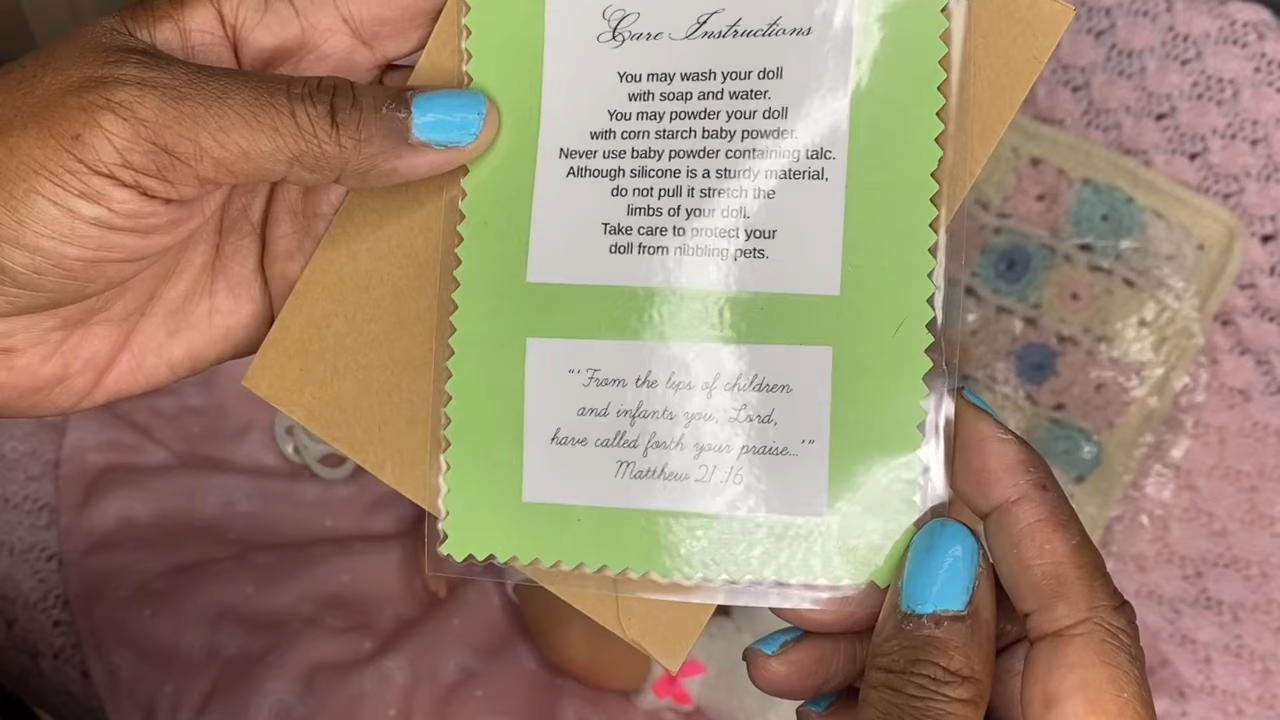 Care Instructions
You may wash your doll
with soap and water.
You may powder your doll
with corn starch baby powder.
Never use baby powder containing talc.
Although silicone is a sturdy material,
do not pull it stretch the
limbs of your doll.
Take care to protect your
doll from nibbling pets.
"'From the lips of children
and infants you, Lord,
have called forth your praise...'"
Matthew 21:16